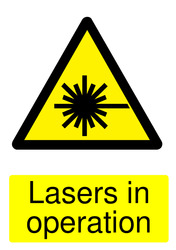 Lasers in
operation